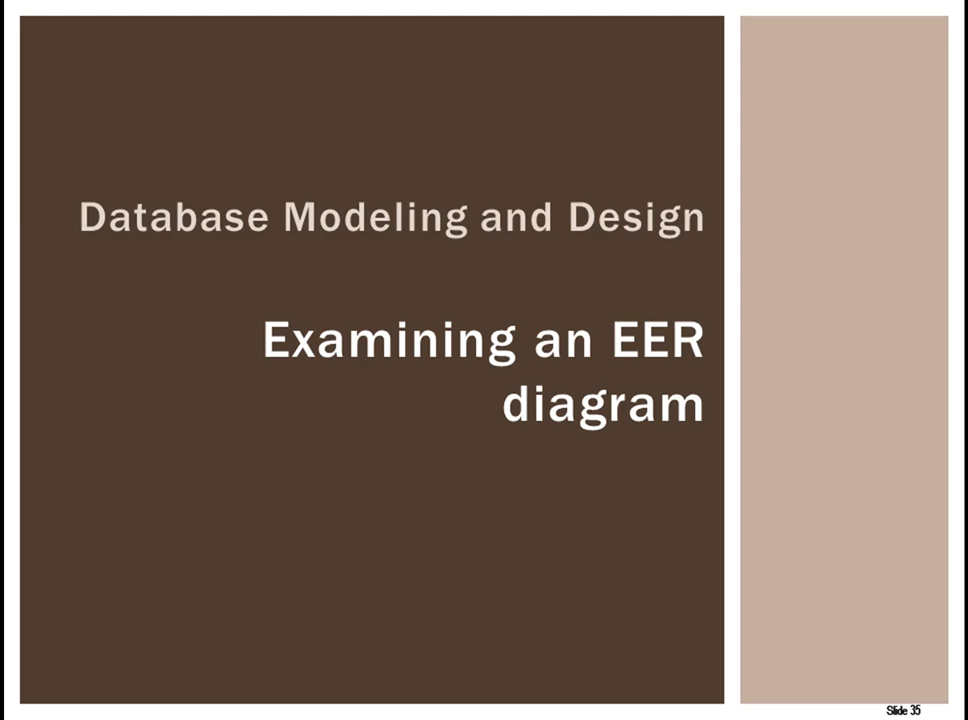 Database Modeling and Design
Examining an EER
diagram
Slide 35